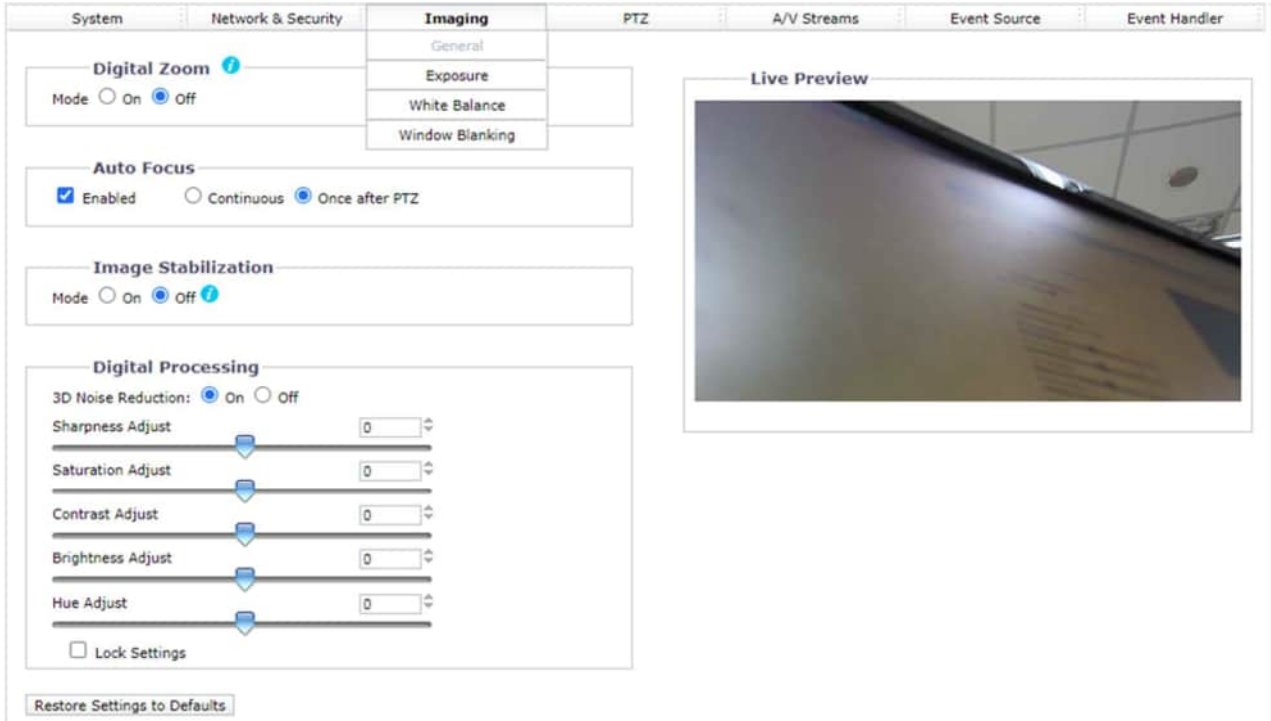 System Network & Security Imaging PTZ A/V Streams Event Source Event Handler
General
Exposure
White Balance
Window Blanking
Digital Zoom
Mode On Off
Auto Focus
Enabled Continuous Once after PTZ
Image Stabilization
Mode On Off
Digital Processing
3D Noise Reduction: On Off
Sharpness Adjust 0
Saturation Adjust 0
Contrast Adjust 0
Brightness Adjust 0
Hue Adjust 0
Lock Settings
Restore Settings to Defaults
Live Preview